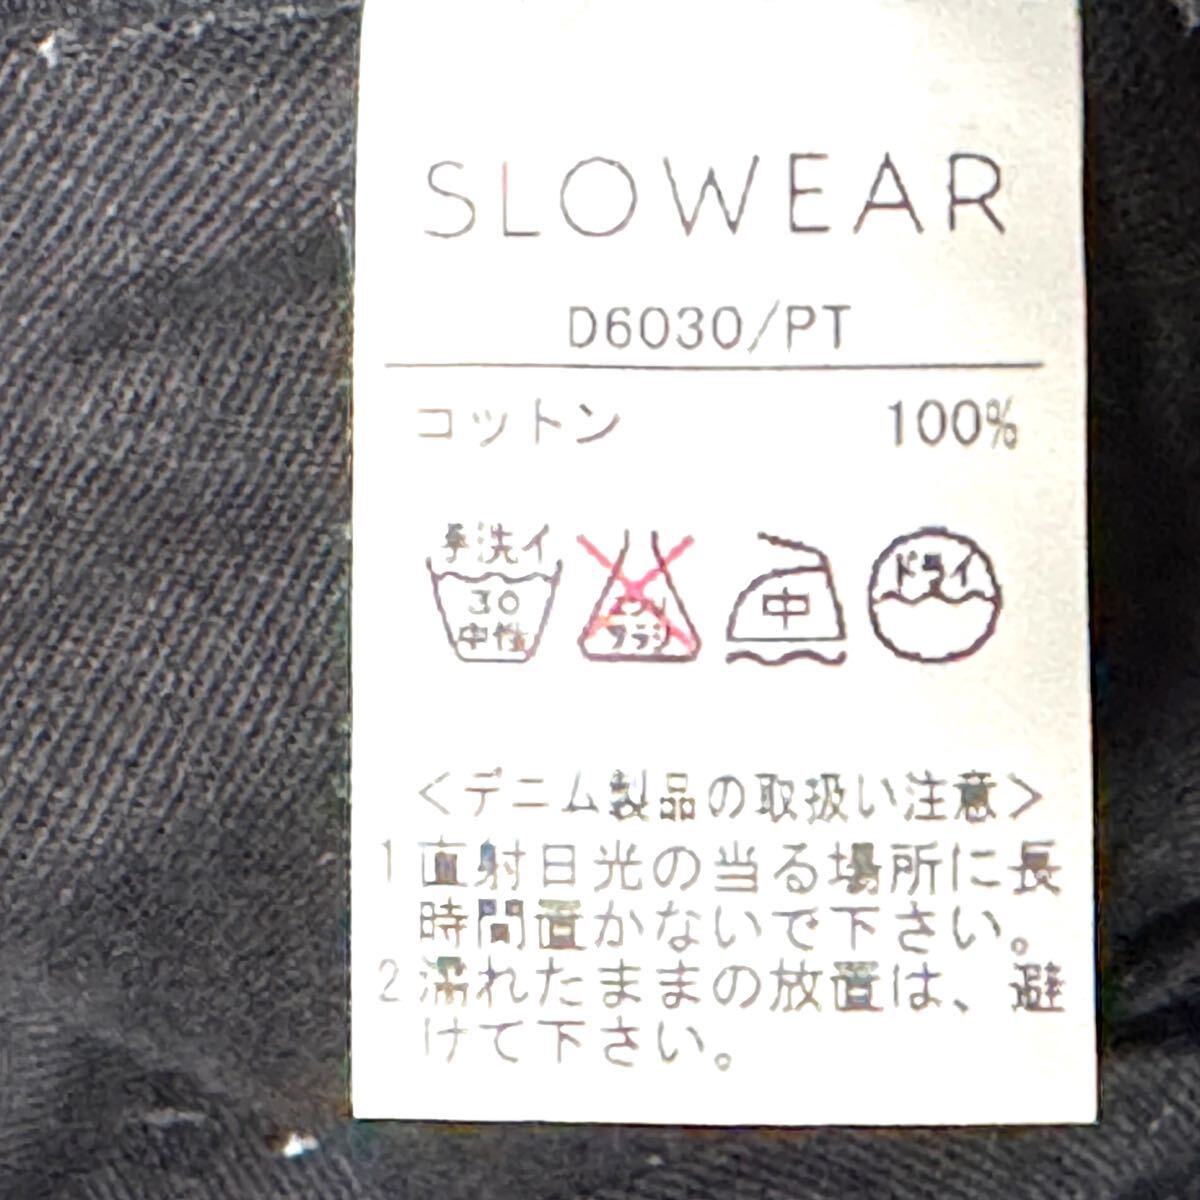 SLOWEAR
D6030/PT
コットン 100%
手洗イ
30
中性
エンソ
サラシ
中
ドライ
<デニム製品の取扱い注意>
1 直射日光の当る場所に長
時間置かないで下さい。
2 濡れたままの放置は、避
けて下さい。